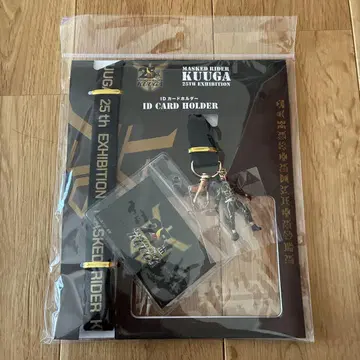 MASKED RIDER
KUUGA
25TH EXHIBITION
IDカードホルダー
ID CARD HOLDER
UUGA 25th EXHIBITION MASKED RIDER K